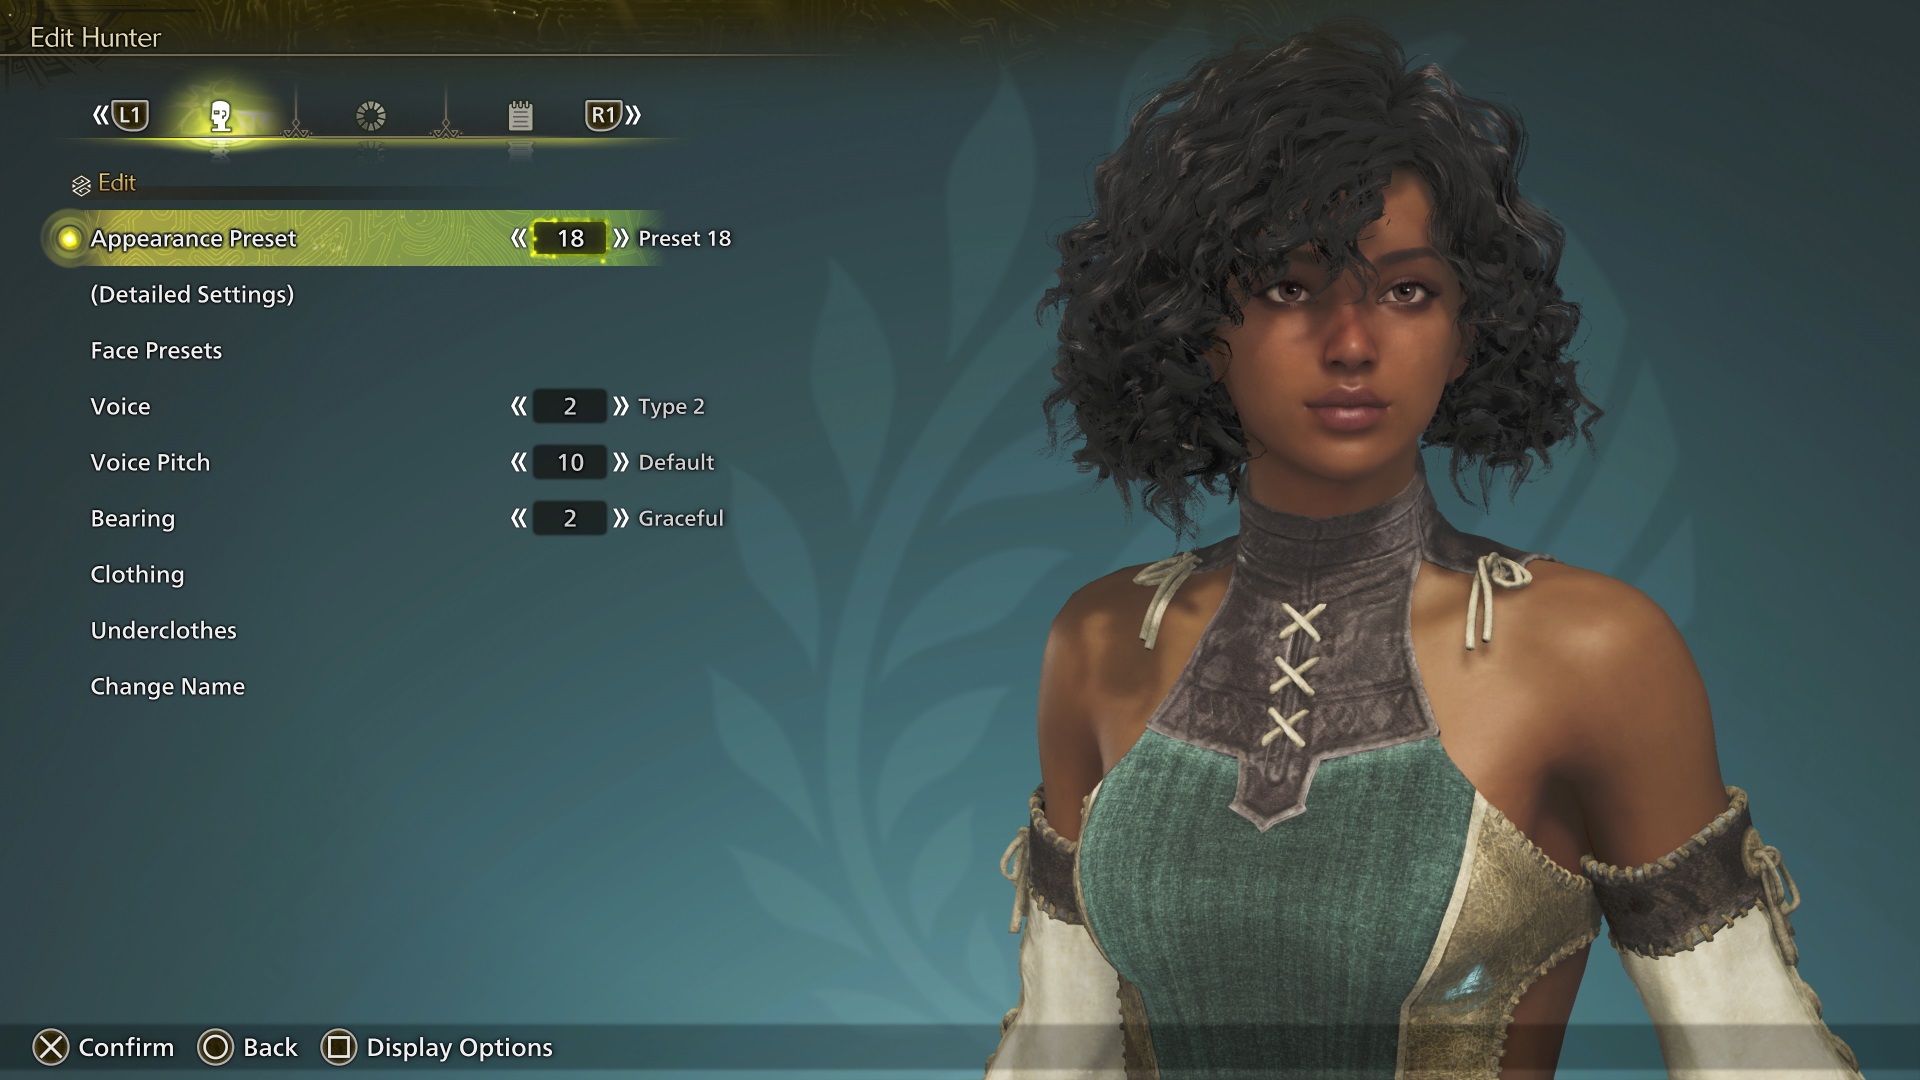 Edit Hunter
L1 R1
Edit
Appearance Preset 18 Preset 18
(Detailed Settings)
Face Presets
Voice 2 Type 2
Voice Pitch 10 Default
Bearing 2 Graceful
Clothing
Underclothes
Change Name
Confirm Back Display Options